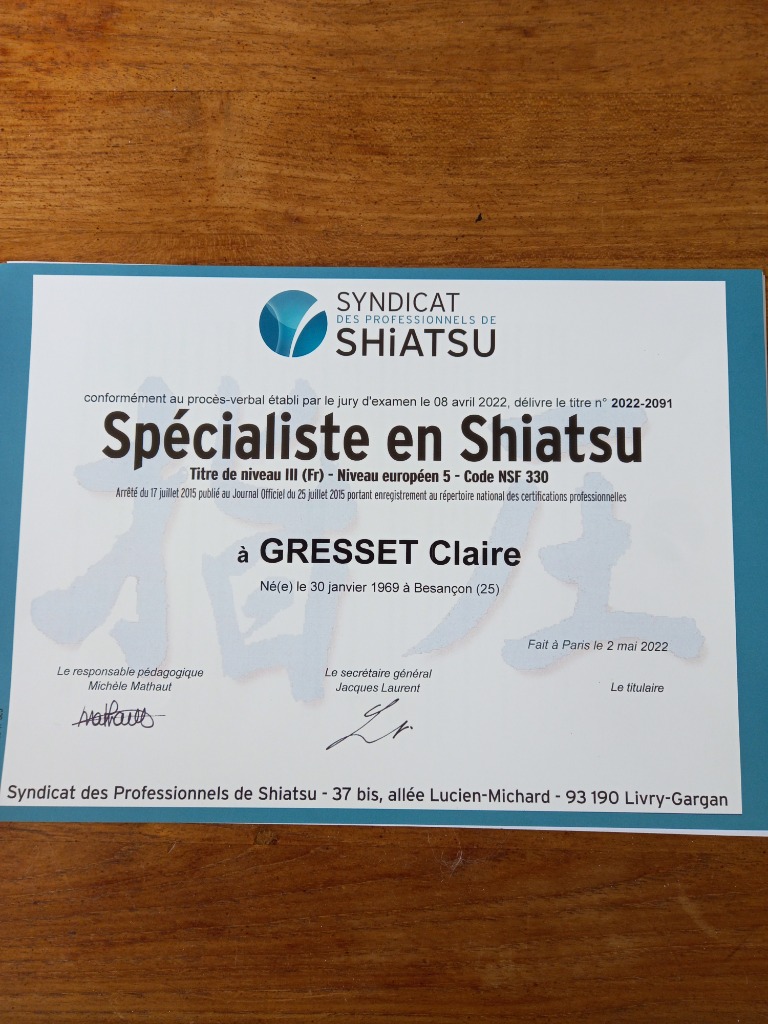 SYNDICAT
DES PROFESSIONNELS DE
SHiATSU
conformément au procès-verbal établi par le jury d'examen le 08 avril 2022, délivre le titre n° 2022-2091
Spécialiste en Shiatsu
Titre de niveau III (Fr) - Niveau européen 5 - Code NSF 330
Arrêté du 17 juillet 2015 publié au Journal Officiel du 25 juillet 2015 portant enregistrement au répertoire national des certifications professionnelles
à GRESSET Claire
Né(e) le 30 janvier 1969 à Besançon (25)
Fait à Paris le 2 mai 2022
Le responsable pédagogique
Michèle Mathaut
Le secrétaire général
Jacques Laurent
Le titulaire
Syndicat des Professionnels de Shiatsu - 37 bis, allée Lucien-Michard - 93 190 Livry-Gargan